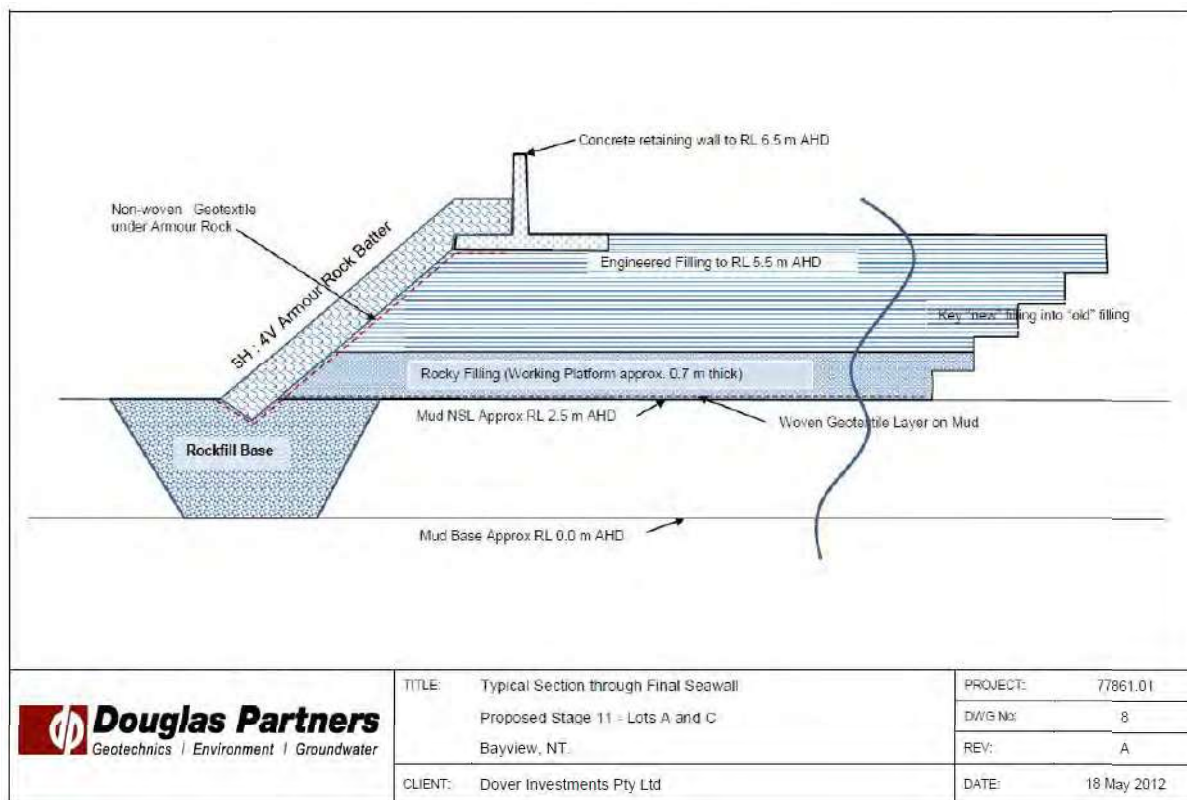 Concrete retaining wall to RL 6.5 m AHD
Non-woven Geotextile
under Armour Rock
5H : 4V Armour Rock Batter
Engineered Filling to RL 5.5 m AHD
Key "new" filling into "old" filling
Rocky Filling (Working Platform approx. 0.7 m thick)
Mud NSL Approx RL 2.5 m AHD
Woven Geotextile Layer on Mud
Rockfill Base
Mud Base Approx RL 0.0 m AHD
dp Douglas Partners
Geotechnics | Environment | Groundwater
TITLE: Typical Section through Final Seawall
Proposed Stage 11 - Lots A and C
Bayview, NT.
CLIENT: Dover Investments Pty Ltd
PROJECT: 77861.01
DWG No: 8
REV: A
DATE: 18 May 2012